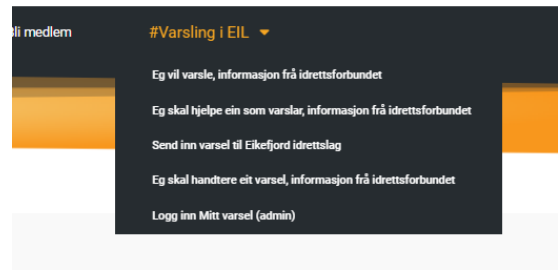 li medlem #Varsling i EIL
Eg vil varsle, informasjon frå idrettsforbundet
Eg skal hjelpe ein som varslar, informasjon frå idrettsforbundet
Send inn varsel til Eikefjord idrettslag
Eg skal handtere eit varsel, informasjon frå idrettsforbundet
Logg inn Mitt varsel (admin)